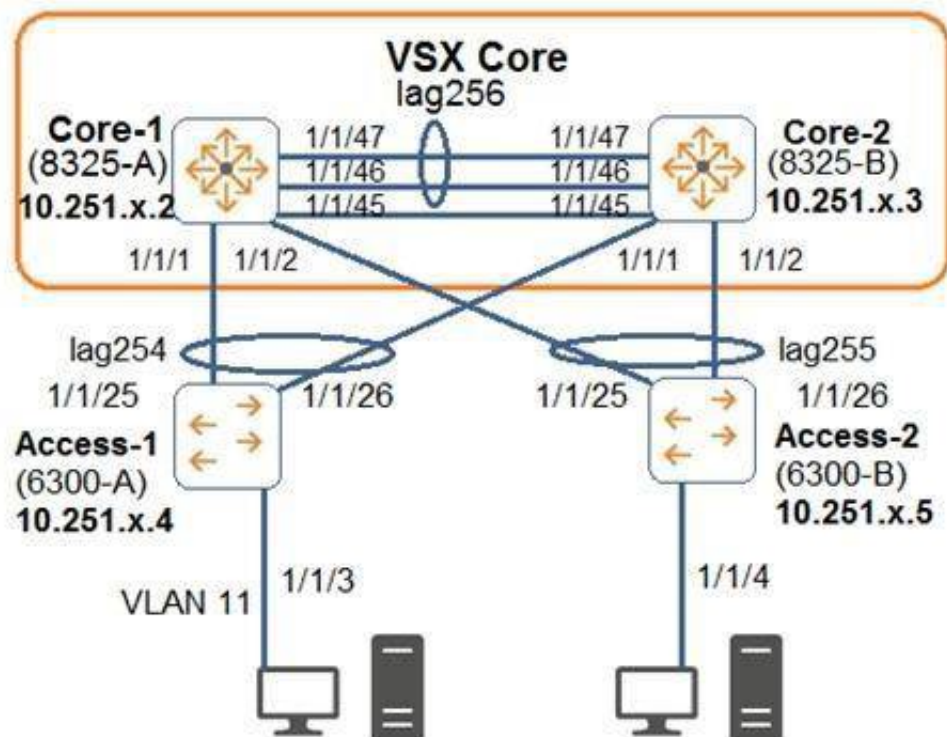 VSX Core
lag256
Core-1
(8325-A)
10.251.x.2
1/1/47
1/1/46
1/1/45
1/1/47
1/1/46
1/1/45
Core-2
(8325-B)
10.251.x.3
1/1/1
1/1/2
1/1/1
1/1/2
lag254
lag255
1/1/25
1/1/26
1/1/25
1/1/26
Access-1
(6300-A)
10.251.x.4
Access-2
(6300-B)
10.251.x.5
VLAN 11
1/1/3
1/1/4